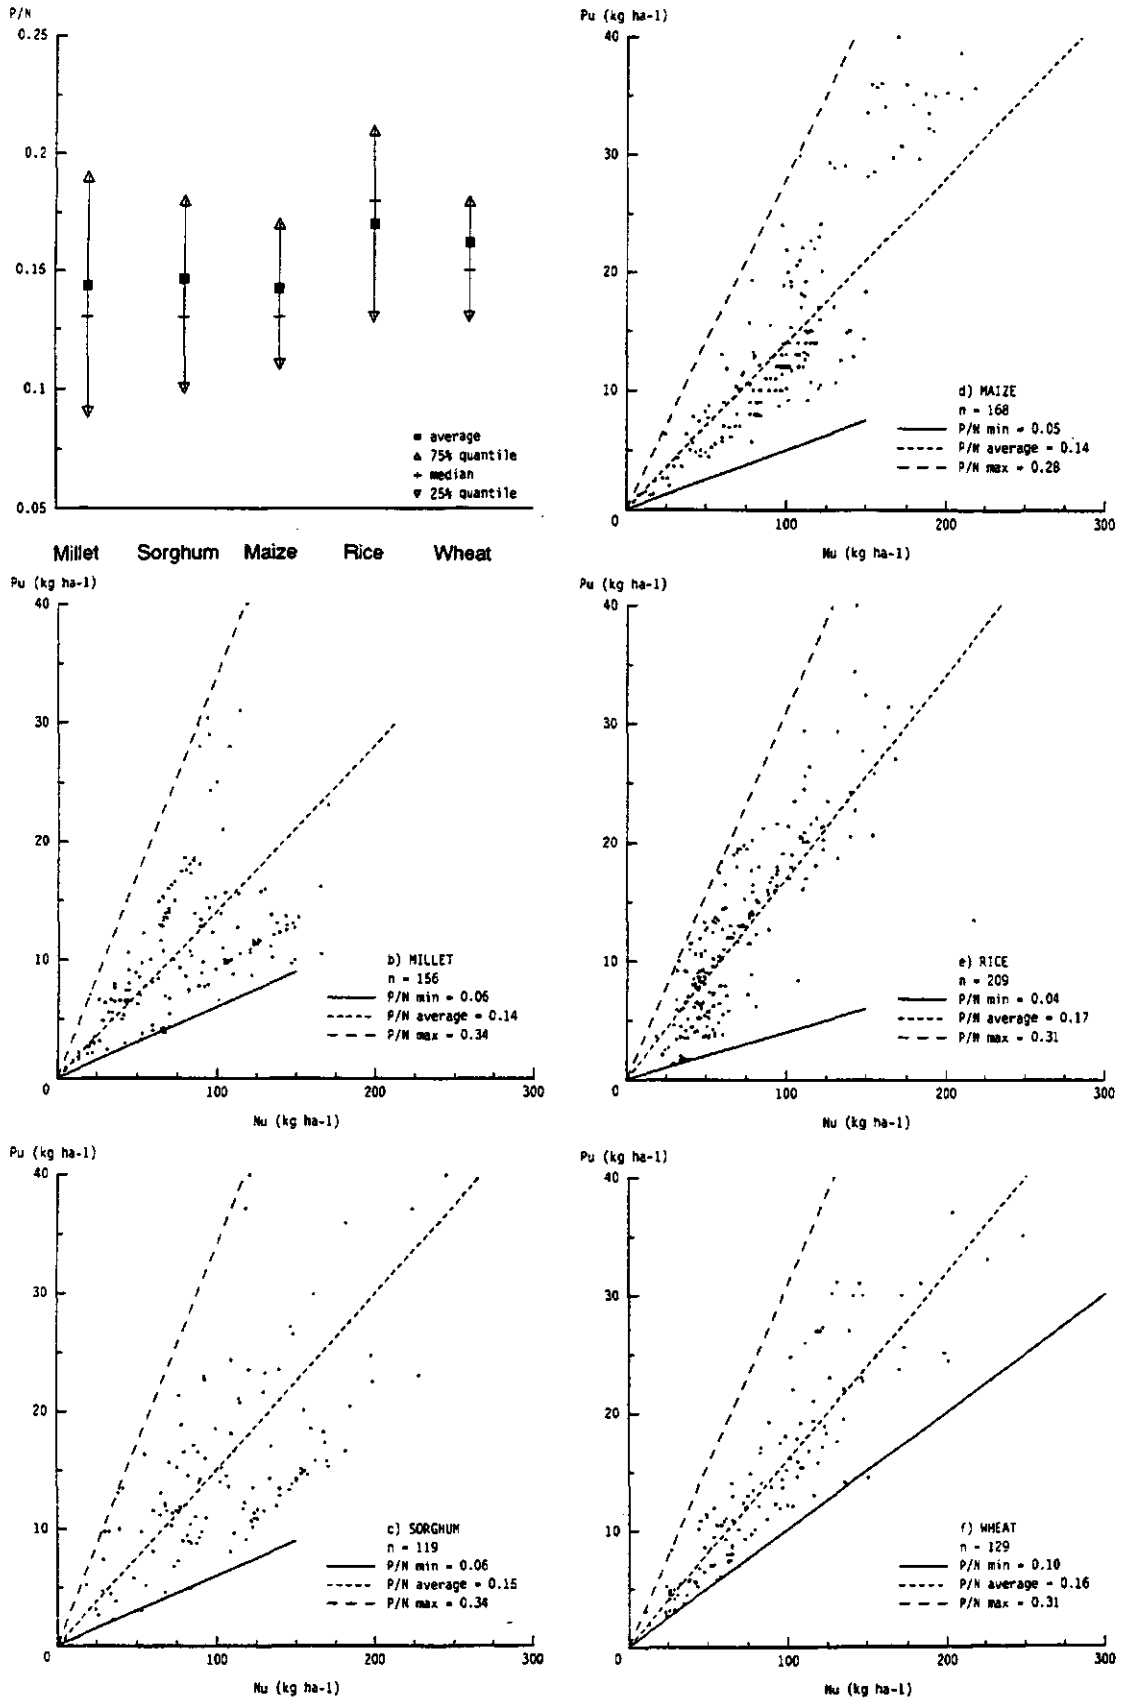 P/N
0.25
0.2
0.15
0.1
0.05
■ average
△ 75% quantile
+ median
▽ 25% quantile
Millet Sorghum Maize Rice Wheat
Pu (kg ha-1)
40
30
20
10
0
100
200
300
Nu (kg ha-1)
d) MAIZE
n = 168
P/N min = 0.05
P/N average = 0.14
P/N max = 0.28
Pu (kg ha-1)
40
30
20
10
0
100
200
300
Nu (kg ha-1)
b) MILLET
n = 156
P/N min = 0.06
P/N average = 0.14
P/N max = 0.34
Pu (kg ha-1)
40
30
20
10
0
100
200
300
Nu (kg ha-1)
e) RICE
n = 209
P/N min = 0.04
P/N average = 0.17
P/N max = 0.31
Pu (kg ha-1)
40
30
20
10
0
100
200
300
Nu (kg ha-1)
c) SORGHUM
n = 119
P/N min = 0.06
P/N average = 0.15
P/N max = 0.34
Pu (kg ha-1)
40
30
20
10
0
100
200
300
Nu (kg ha-1)
f) WHEAT
n = 129
P/N min = 0.10
P/N average = 0.16
P/N max = 0.31